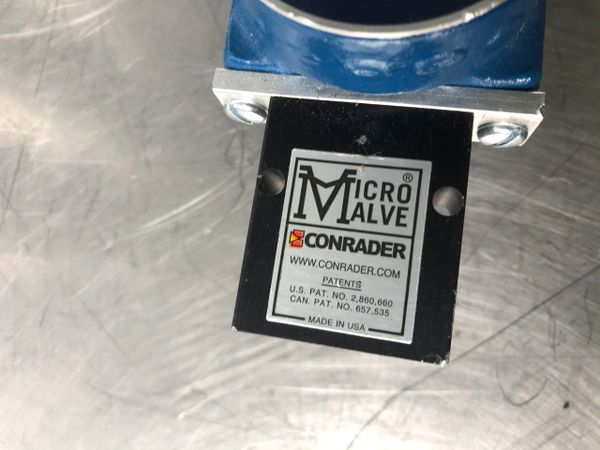 MICRO®
VALVE
CONRADER
WWW.CONRADER.COM
PATENTS
U.S. PAT. NO. 2,860,660
CAN. PAT. NO. 657,535
MADE IN USA